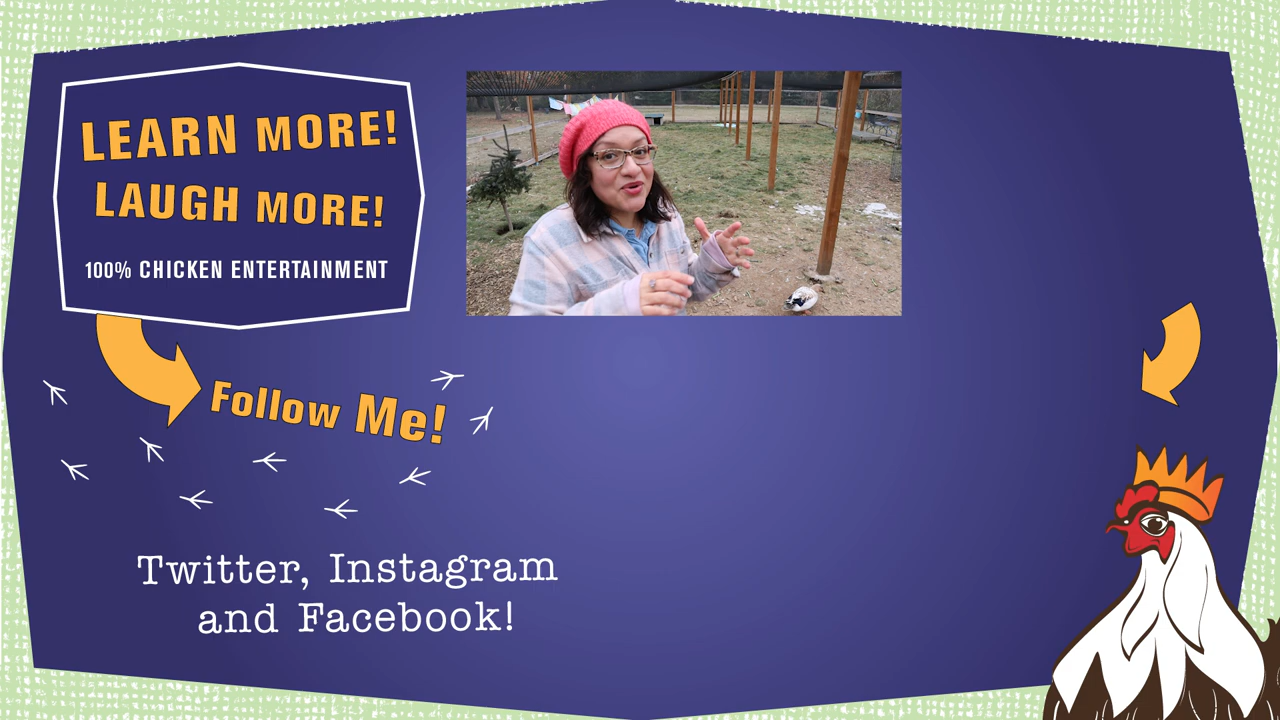 LEARN MORE!
LAUGH MORE!
100% CHICKEN ENTERTAINMENT
Follow Me!
Twitter, Instagram
and Facebook!